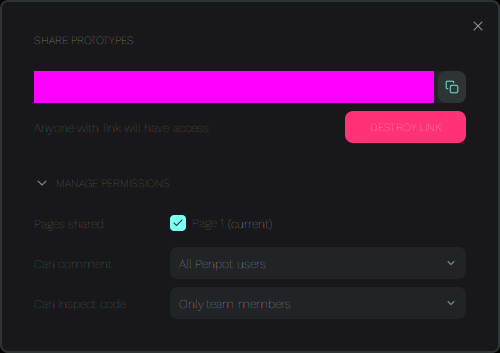 SHARE PROTOTYPES
Anyone with link will have access
DESTROY LINK
MANAGE PERMISSIONS
Pages shared
Page 1 (current)
Can comment
All Penpot users
Can inspect code
Only team members